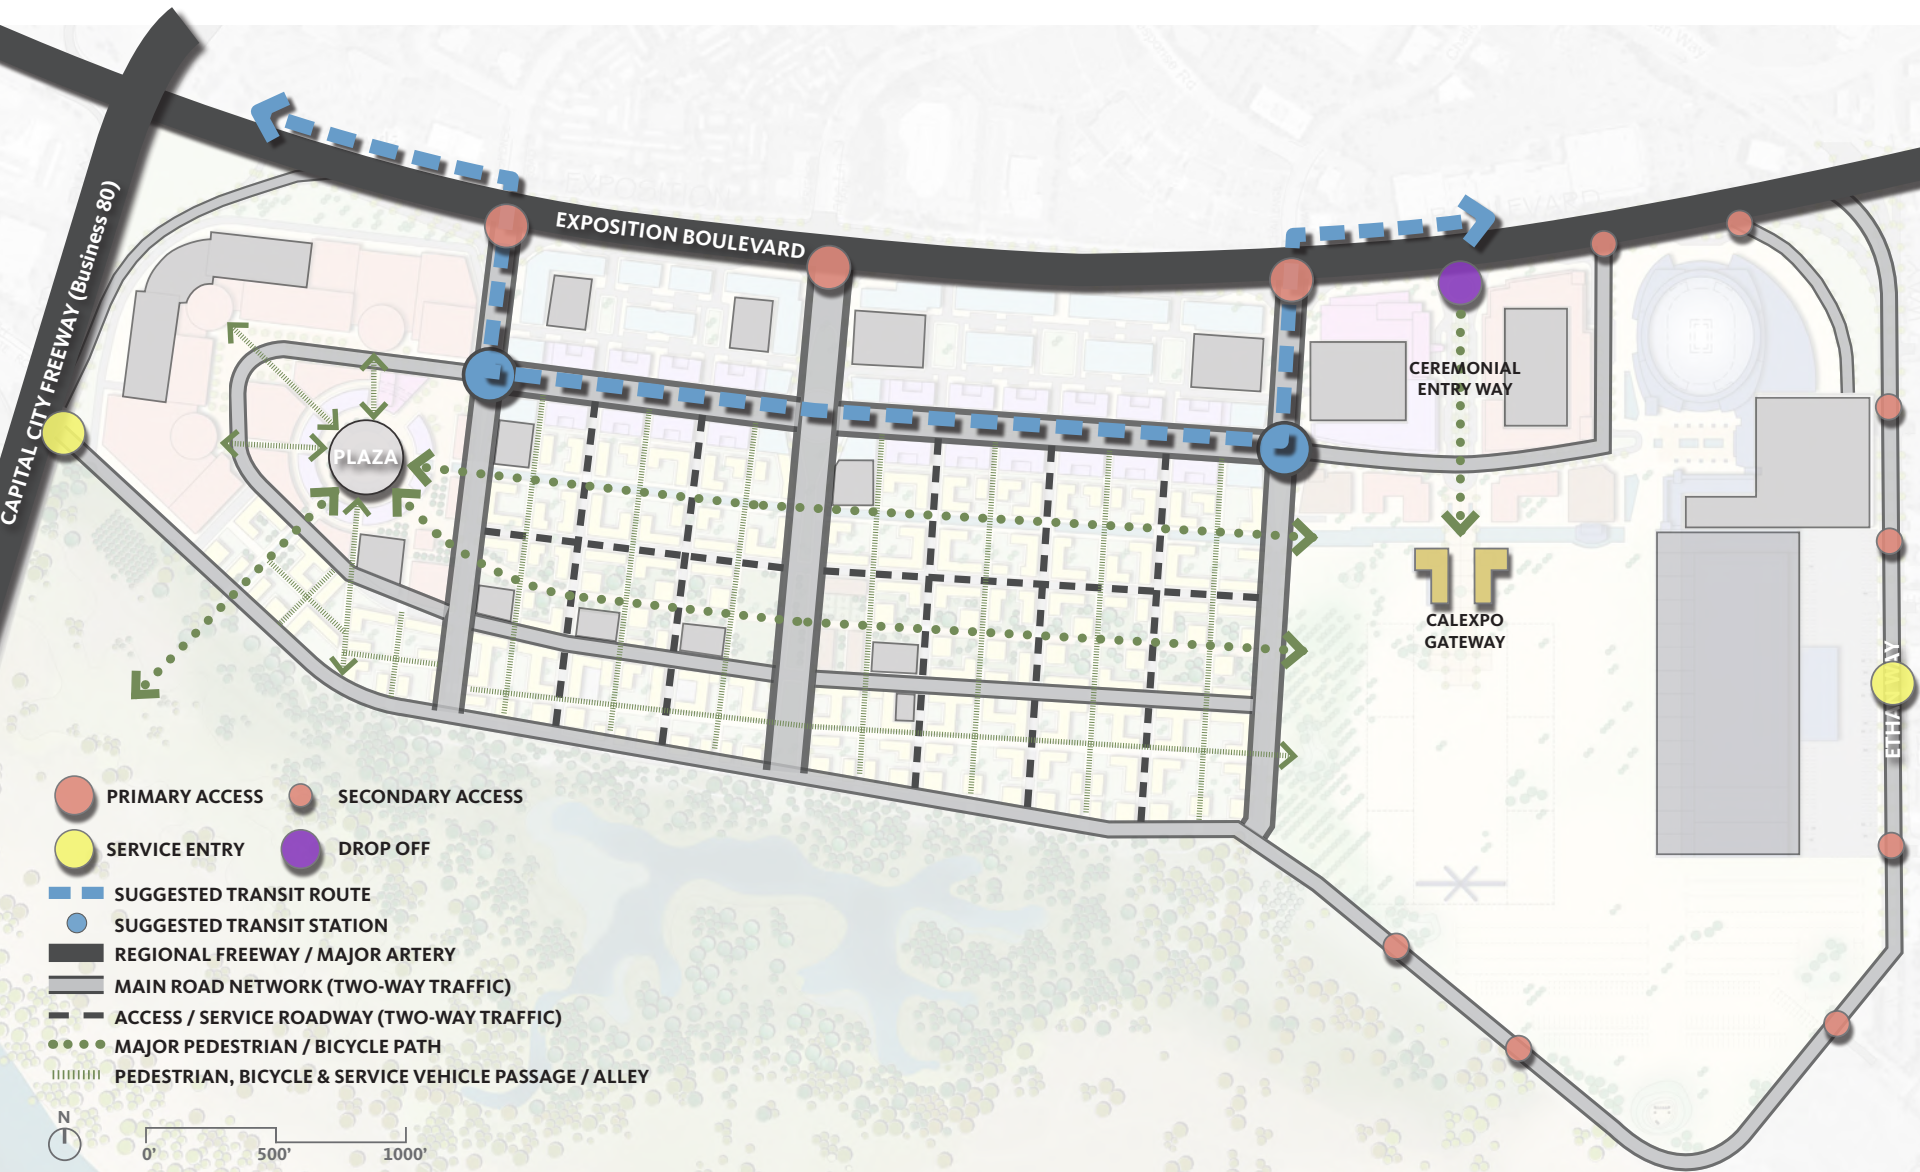 CAPITAL CITY FREEWAY (Business 80)
EXPOSITION BOULEVARD
CEREMONIAL
ENTRY WAY
PLAZA
CALEXPO
GATEWAY
PRIMARY ACCESS
SECONDARY ACCESS
SERVICE ENTRY
DROP OFF
SUGGESTED TRANSIT ROUTE
SUGGESTED TRANSIT STATION
REGIONAL FREEWAY / MAJOR ARTERY
MAIN ROAD NETWORK (TWO-WAY TRAFFIC)
ACCESS / SERVICE ROADWAY (TWO-WAY TRAFFIC)
MAJOR PEDESTRIAN / BICYCLE PATH
PEDESTRIAN, BICYCLE & SERVICE VEHICLE PASSAGE / ALLEY
N
0'
500'
1000'